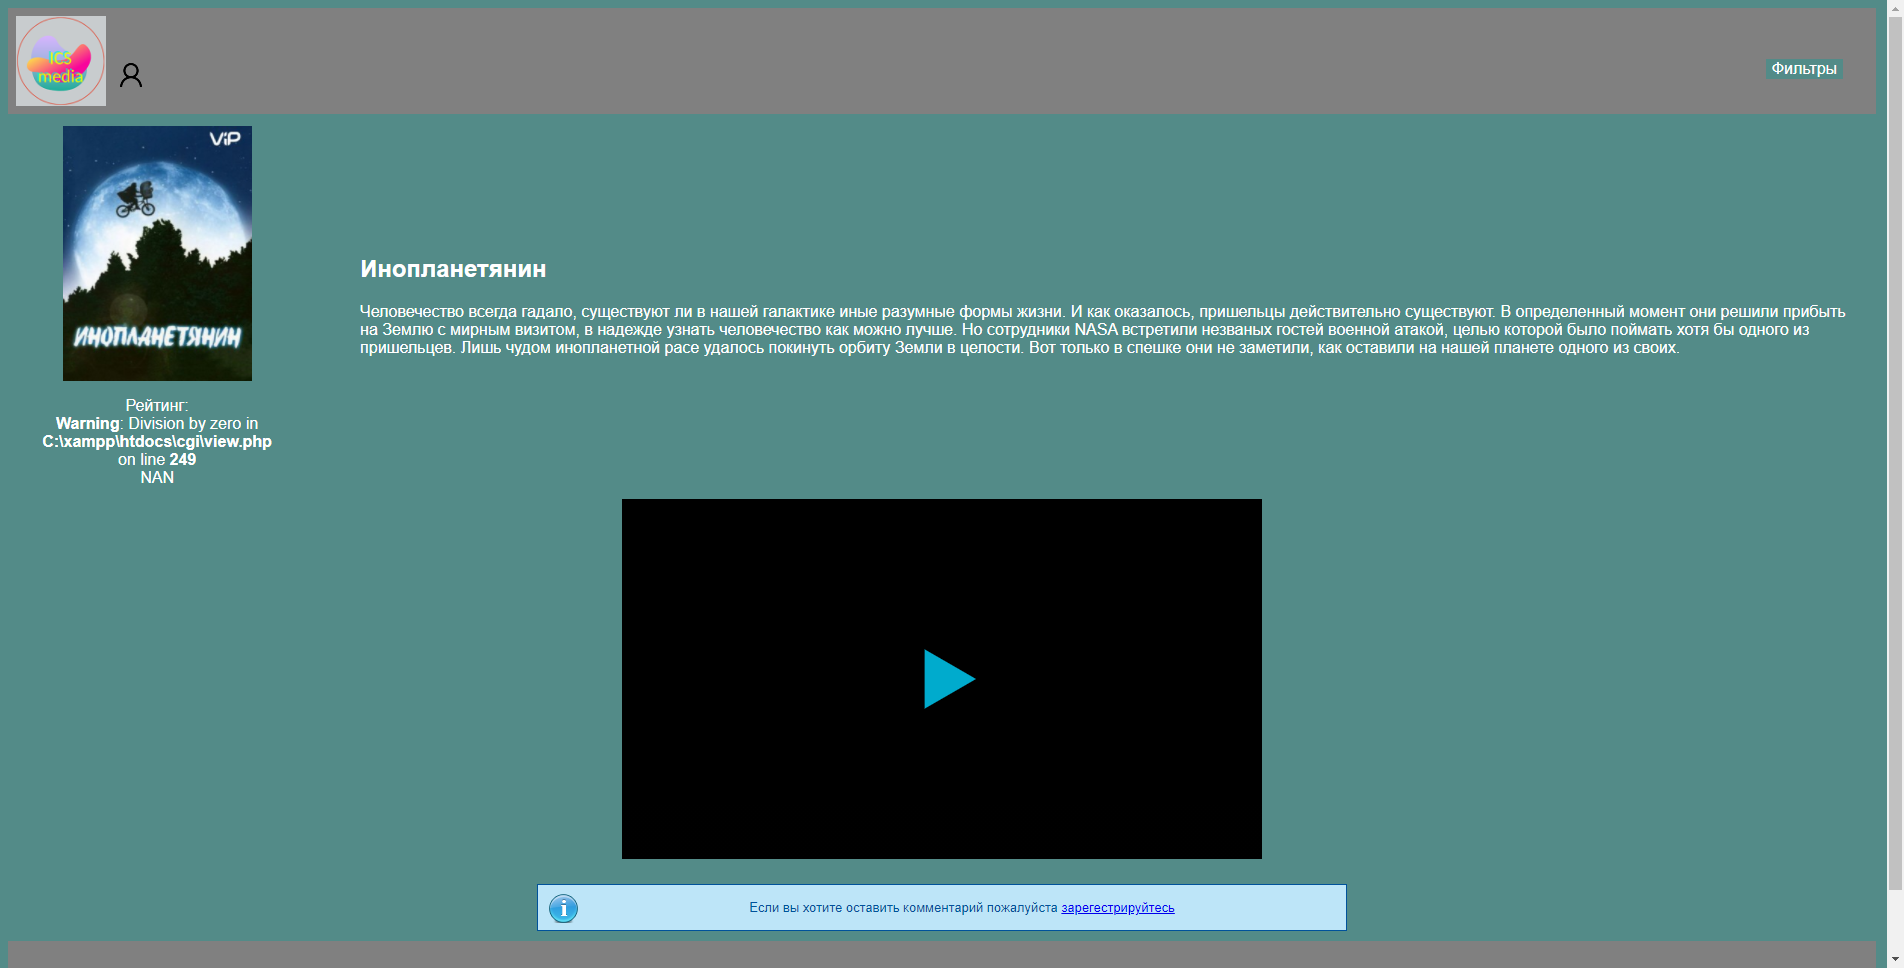 ICS
media
Фильтры
ViP
ИНОПЛАНЕТЯНИН
Инопланетянин
Человечество всегда гадало, существуют ли в нашей галактике иные разумные формы жизни. И как оказалось, пришельцы действительно существуют. В определенный момент они решили прибыть
на Землю с мирным визитом, в надежде узнать человечество как можно лучше. Но сотрудники NASA встретили незваных гостей военной атакой, целью которой было поймать хотя бы одного из
пришельцев. Лишь чудом инопланетной расе удалось покинуть орбиту Земли в целости. Вот только в спешке они не заметили, как оставили на нашей планете одного из своих.
Рейтинг:
Warning: Division by zero in
C:\xampp\htdocs\cgi\view.php
on line 249
NAN
Если вы хотите оставить комментарий пожалуйста зарегестрируйтесь